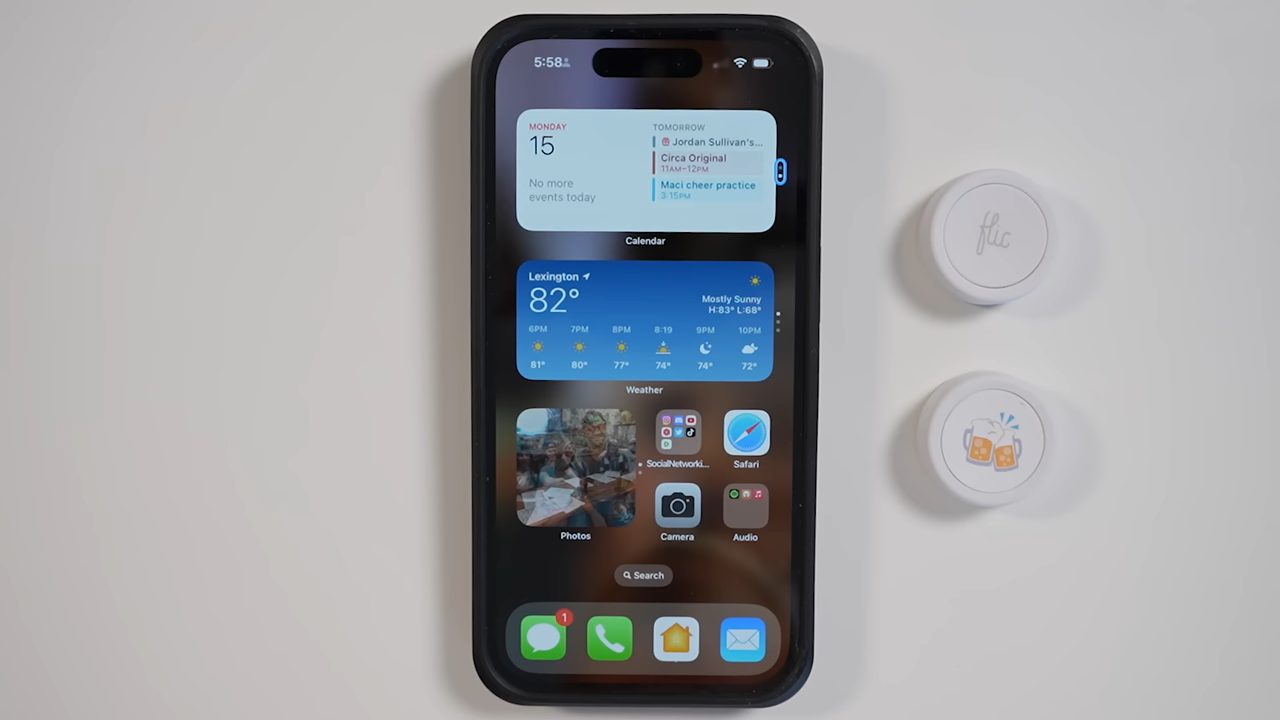 5:58
MONDAY
15
No more
events today
TOMORROW
Jordan Sullivan's...
Circa Original
11AM–12PM
Maci cheer practice
3:15PM
Calendar
Lexington
82°
Mostly Sunny
H:83° L:68°
6PM 7PM 8PM 8:19 9PM 10PM
81° 80° 77° 74° 74° 72°
Weather
SocialNetworki...
Safari
Photos
Camera
Audio
Search
1
flic